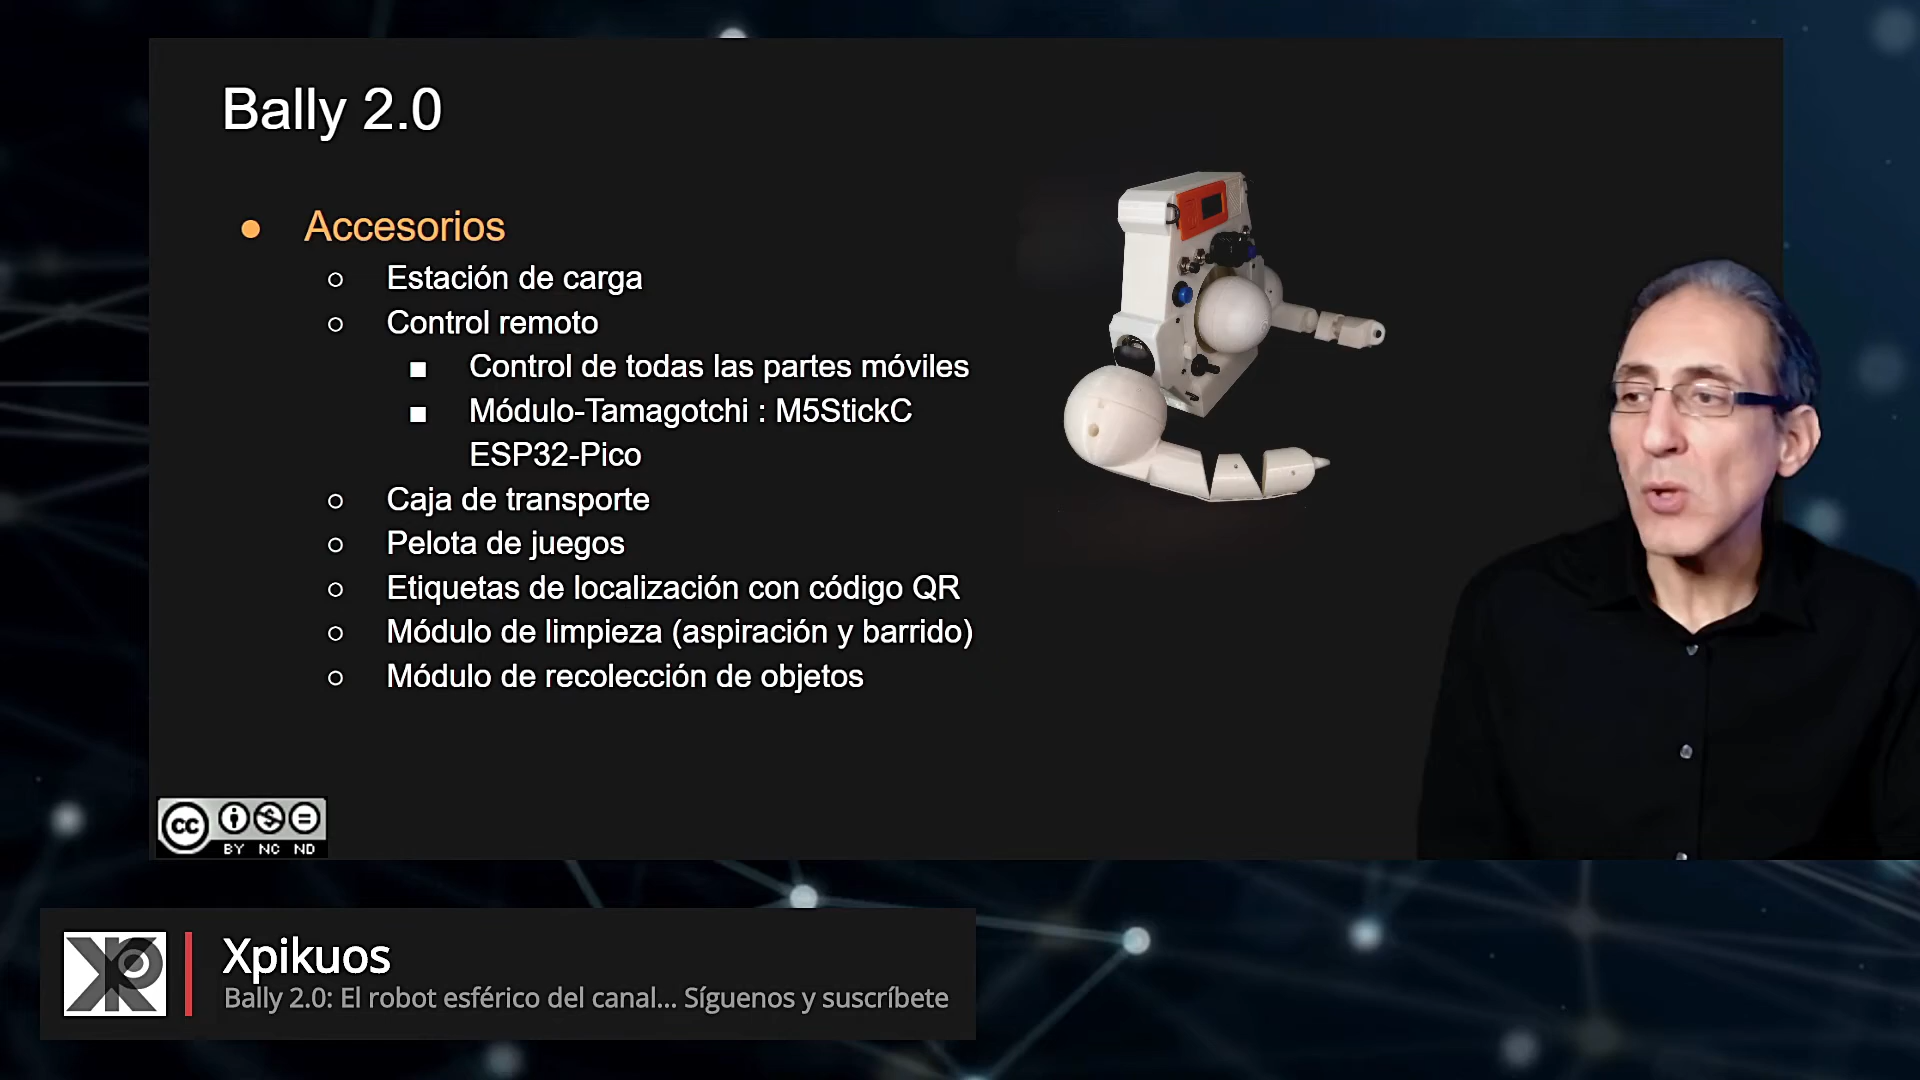 Bally 2.0
Accesorios
Estación de carga
Control remoto
Control de todas las partes móviles
Módulo-Tamagotchi : M5StickC
ESP32-Pico
Caja de transporte
Pelota de juegos
Etiquetas de localización con código QR
Módulo de limpieza (aspiración y barrido)
Módulo de recolección de objetos
cc
BY NC ND
Xpikuos
Bally 2.0: El robot esférico del canal... Síguenos y suscríbete